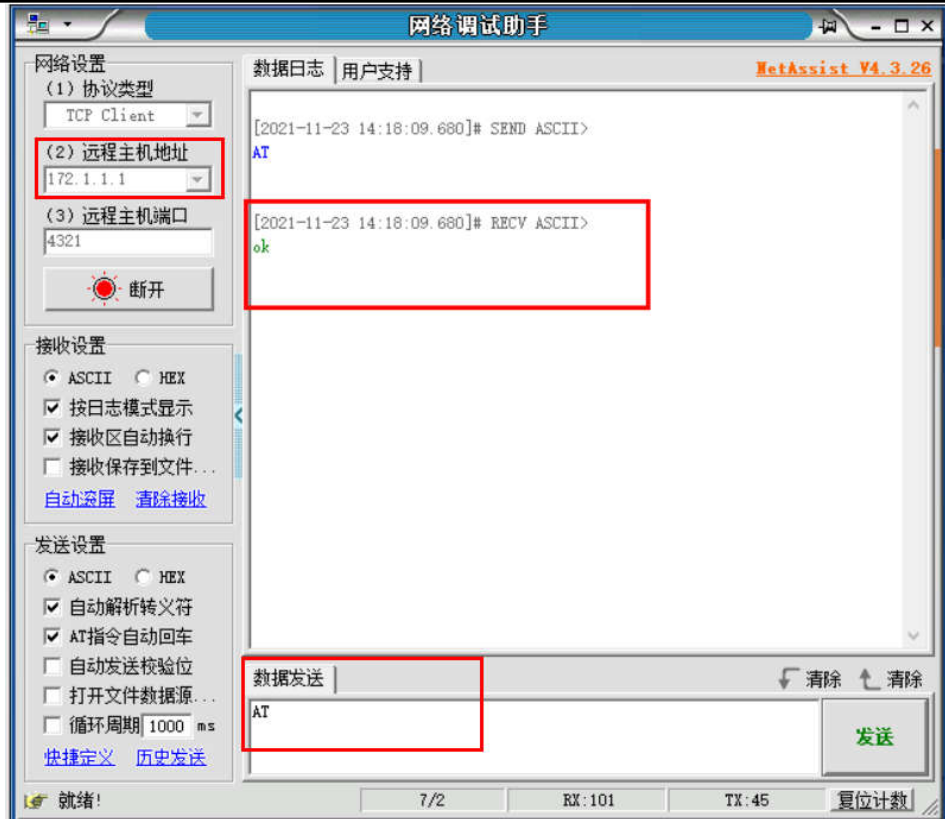 网络调试助手
网络设置
(1) 协议类型
TCP Client
(2) 远程主机地址
172.1.1.1
(3) 远程主机端口
4321
断开
接收设置
ASCII HEX
按日志模式显示
接收区自动换行
接收保存到文件...
自动滚屏 清除接收
发送设置
ASCII HEX
自动解析转义符
AT指令自动回车
自动发送校验位
打开文件数据源...
循环周期 1000 ms
快捷定义 历史发送
数据日志 用户支持 NetAssist V4.3.26
[2021-11-23 14:18:09.680]# SEND ASCII>
AT
[2021-11-23 14:18:09.680]# RECV ASCII>
ok
数据发送 清除 清除
AT
发送
就绪! 7/2 RX:101 TX:45 复位计数